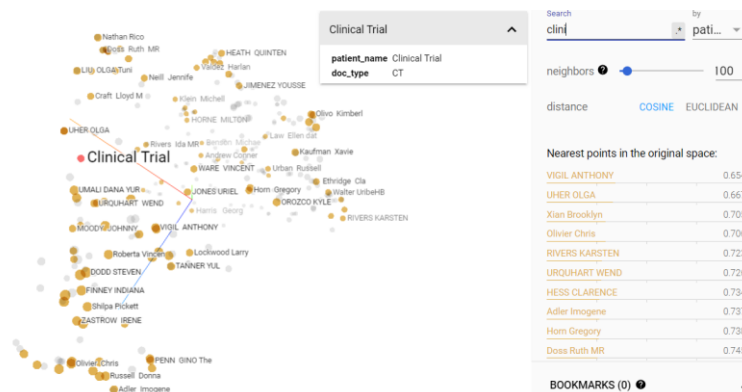 Nathan Rico
Doss Ruth MR
LIU OLGA Tuni
Neill Jennife
Craft Lloyd M
HEATH QUINTEN
Valdez Harlan
JIMENEZ YOUSSE
Klein Michell
HORNE MILTON
Olivo Kimberl
UHER OLGA
Rivers Ida MR
Law Ellen dat
Kaufman Xavie
Clinical Trial
Andrew Conner
WARE VINCENT
Urban Russell
Ethridge Cla
UMALI DANA YUR
JONES URIEL
Horn Gregory
Walter UribeHB
URQUHART WEND
OROZCO KYLE
Harris Georg
RIVERS KARSTEN
MOODY JOHNNY
VIGIL ANTHONY
Roberta Vincen
Lockwood Larry
TANNER YUL
DODD STEVEN
FINNEY INDIANA
Shilpa Pickett
ZASTROW IRENE
Olivier Chris
PENN GINO The
Russell Donna
Adler Imogene
Clinical Trial
patient_name Clinical Trial
doc_type CT
Search
by
clini
.*
pati...
neighbors
100
distance
COSINE EUCLIDEAN
Nearest points in the original space:
VIGIL ANTHONY
UHER OLGA
Xian Brooklyn
Olivier Chris
RIVERS KARSTEN
URQUHART WEND
HESS CLARENCE
Adler Imogene
Horn Gregory
Doss Ruth MR
BOOKMARKS (0)